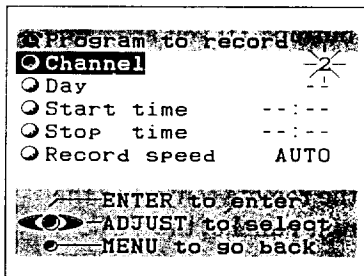 Program to record
Channel 2
Day --
Start time --:--
Stop time --:--
Record speed AUTO
ENTER to enter
ADJUST to select
MENU to go back